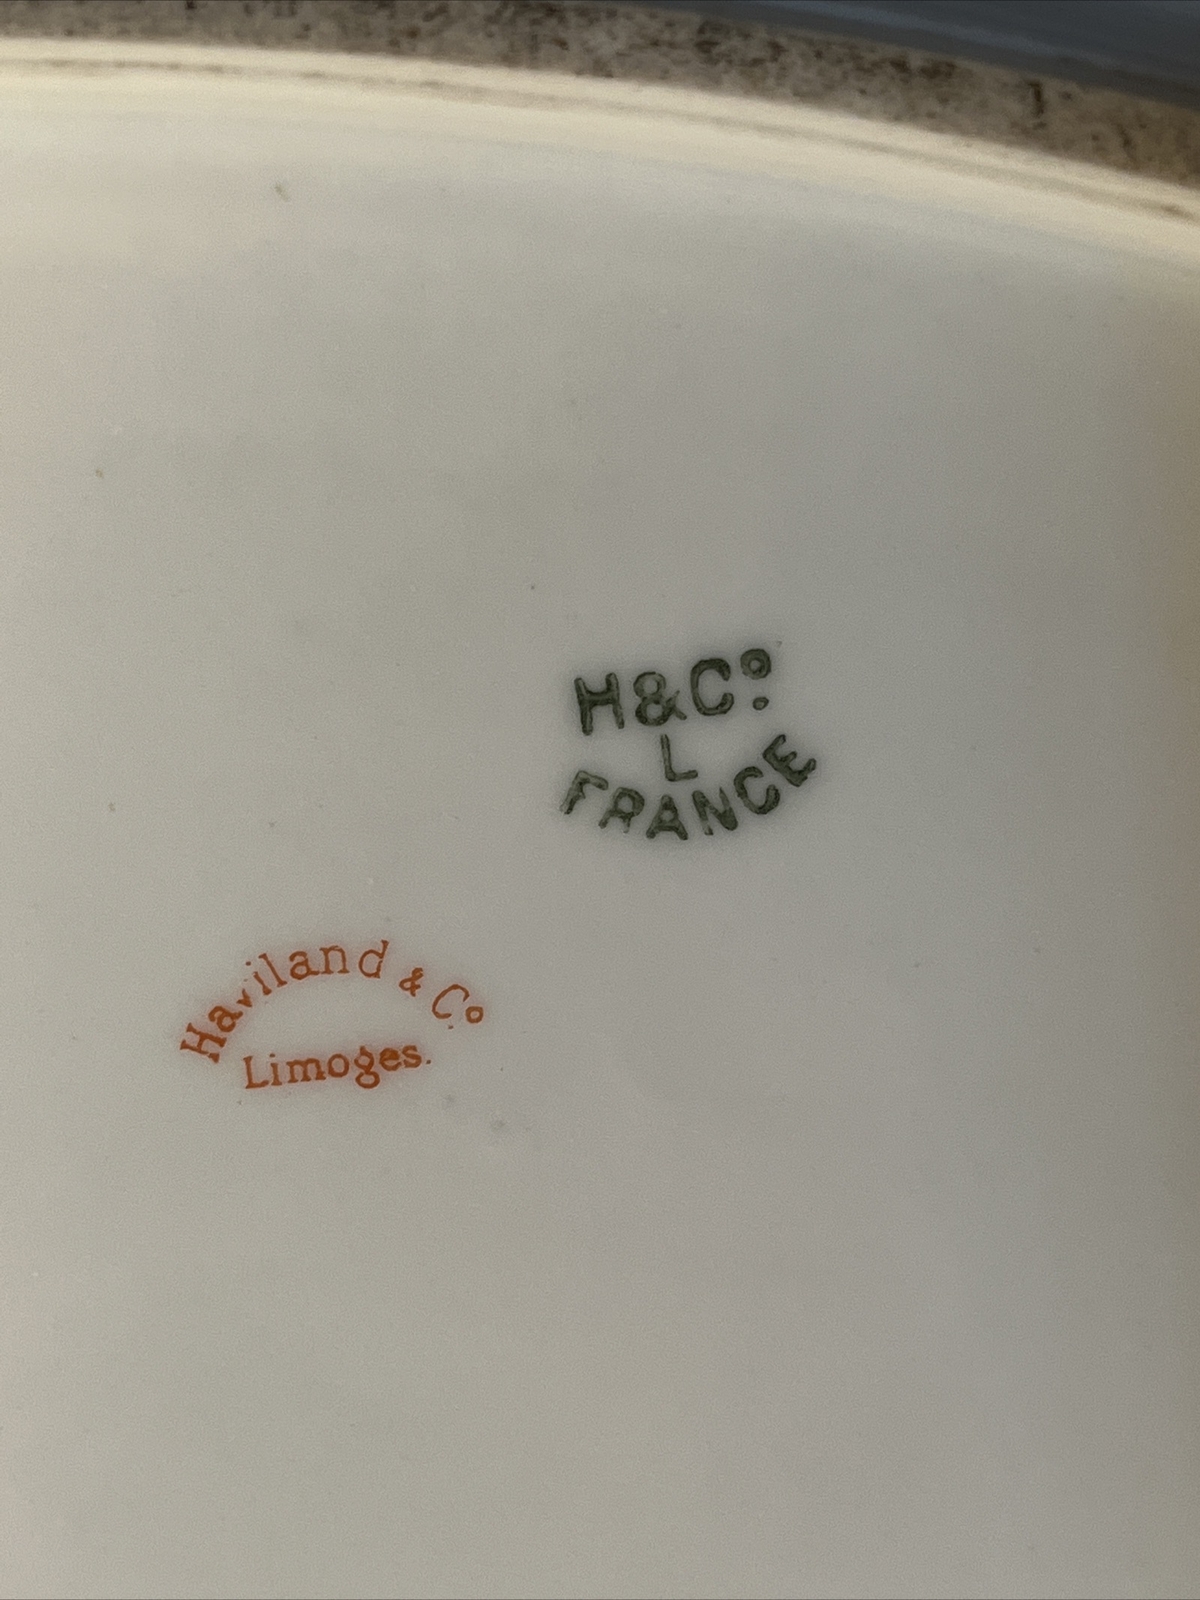 H&Cº.
L
FRANCE
Haviland & Cº.
Limoges.